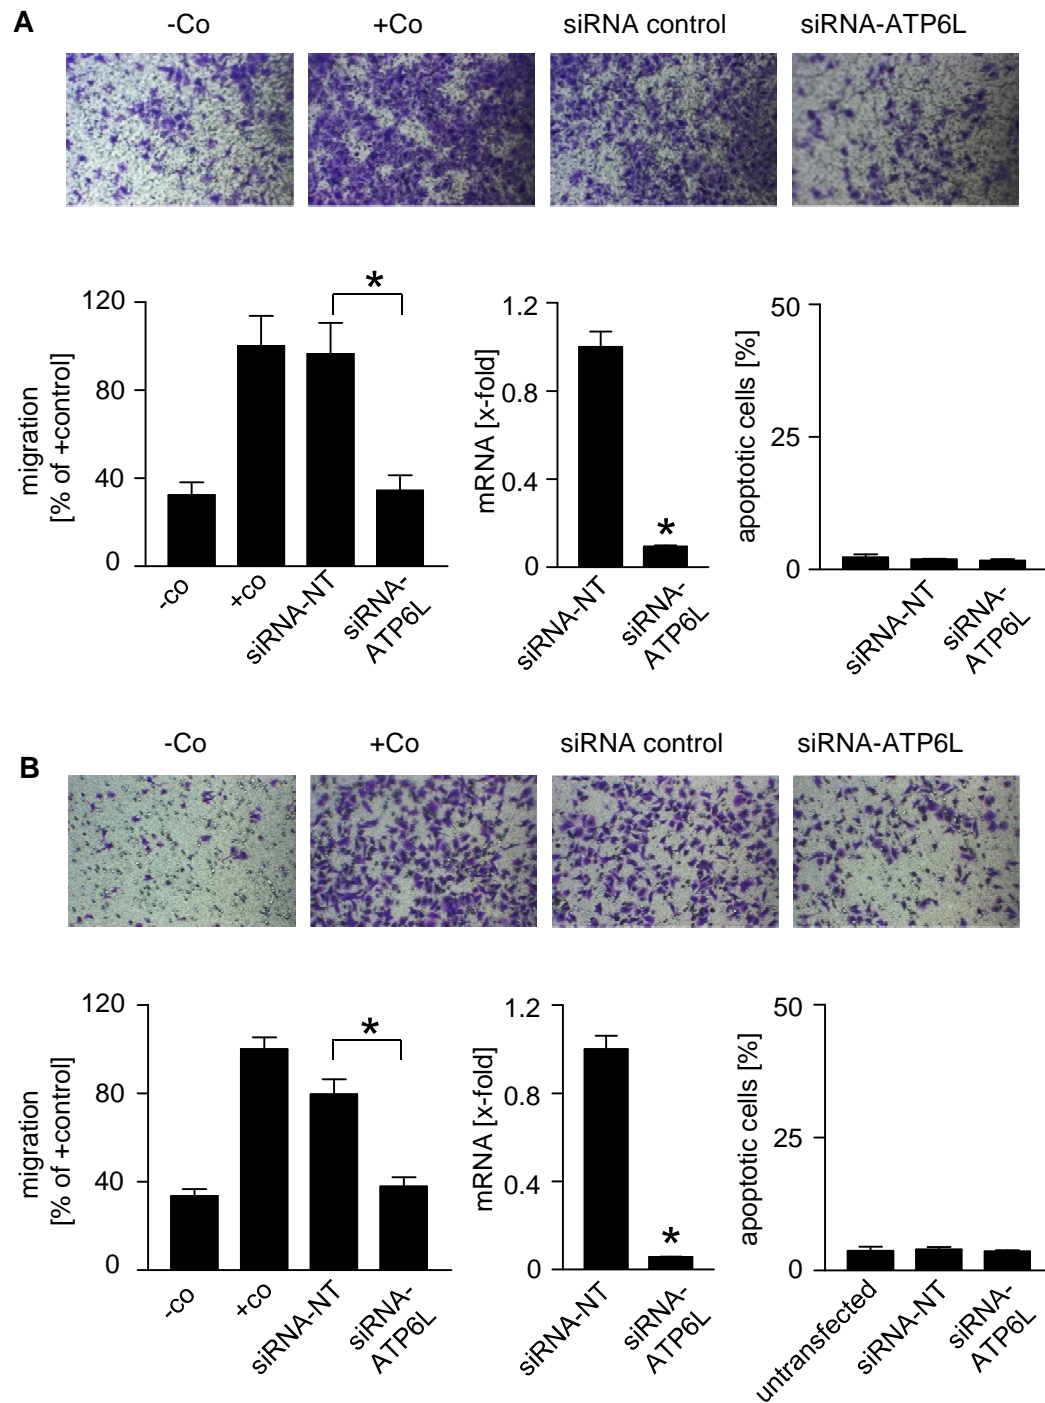 A
-Co +Co siRNA control siRNA-ATP6L
*
120
80
40
0
migration
[% of +control]
-co
+co
siRNA-NT
siRNA-
ATP6L
1.2
0.8
0.4
0
mRNA [x-fold]
*
siRNA-NT
siRNA-
ATP6L
50
25
0
apoptotic cells [%]
siRNA-NT
siRNA-
ATP6L
B
-Co +Co siRNA control siRNA-ATP6L
*
120
80
40
0
migration
[% of +control]
-co
+co
siRNA-NT
siRNA-
ATP6L
1.2
0.8
0.4
0
mRNA [x-fold]
*
siRNA-NT
siRNA-
ATP6L
50
25
0
apoptotic cells [%]
untransfected
siRNA-NT
siRNA-
ATP6L